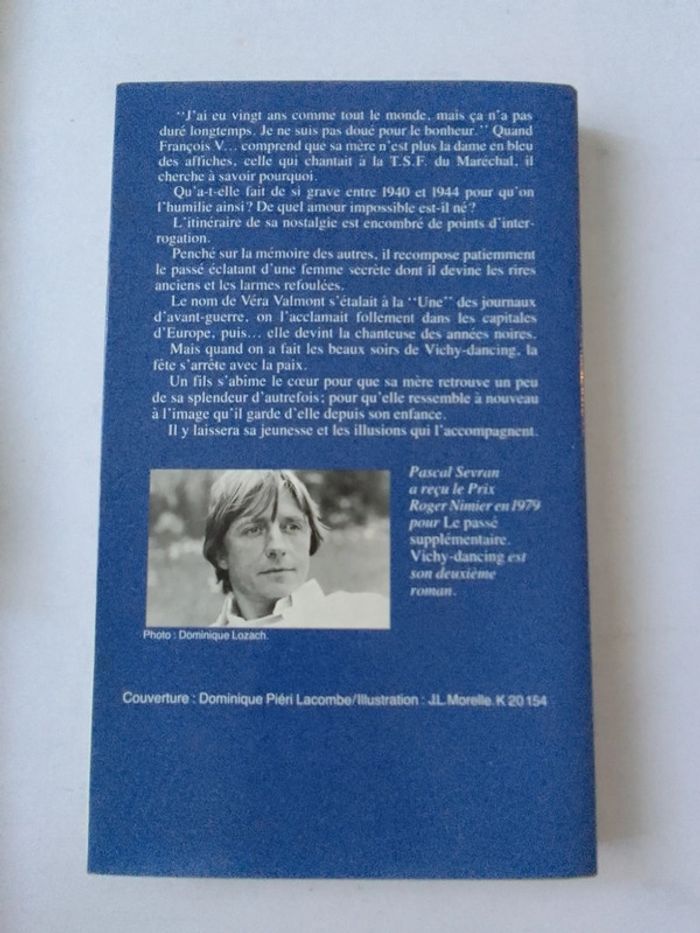 "J'ai eu vingt ans comme tout le monde, mais ça n'a pas
duré longtemps. Je ne suis pas doué pour le bonheur." Quand
François V... comprend que sa mère n'est plus la dame en bleu
des affiches, celle qui chantait à la T.S.F. du Maréchal, il
cherche à savoir pourquoi.
Qu'a-t-elle fait de si grave entre 1940 et 1944 pour qu'on
l'humilie ainsi? De quel amour impossible est-il né?
L'itinéraire de sa nostalgie est encombré de points d'inter-
rogation.
Penché sur la mémoire des autres, il recompose patiemment
le passé éclatant d'une femme secrète dont il devine les rires
anciens et les larmes refoulées.
Le nom de Véra Valmont s'étalait à la "Une" des journaux
d'avant-guerre, on l'acclamait follement dans les capitales
d'Europe, puis... elle devint la chanteuse des années noires.
Mais quand on a fait les beaux soirs de Vichy-dancing, la
fête s'arrête avec la paix.
Un fils s'abîme le cœur pour que sa mère retrouve un peu
de sa splendeur d'autrefois; pour qu'elle ressemble à nouveau
à l'image qu'il garde d'elle depuis son enfance.
Il y laissera sa jeunesse et les illusions qui l'accompagnent.
Pascal Sevran
a reçu le Prix
Roger Nimier en 1979
pour Le passé
supplémentaire.
Vichy-dancing est
son deuxième
roman.
Photo : Dominique Lozach.
Couverture : Dominique Piéri Lacombe/Illustration : J.L. Morelle. K 20 154